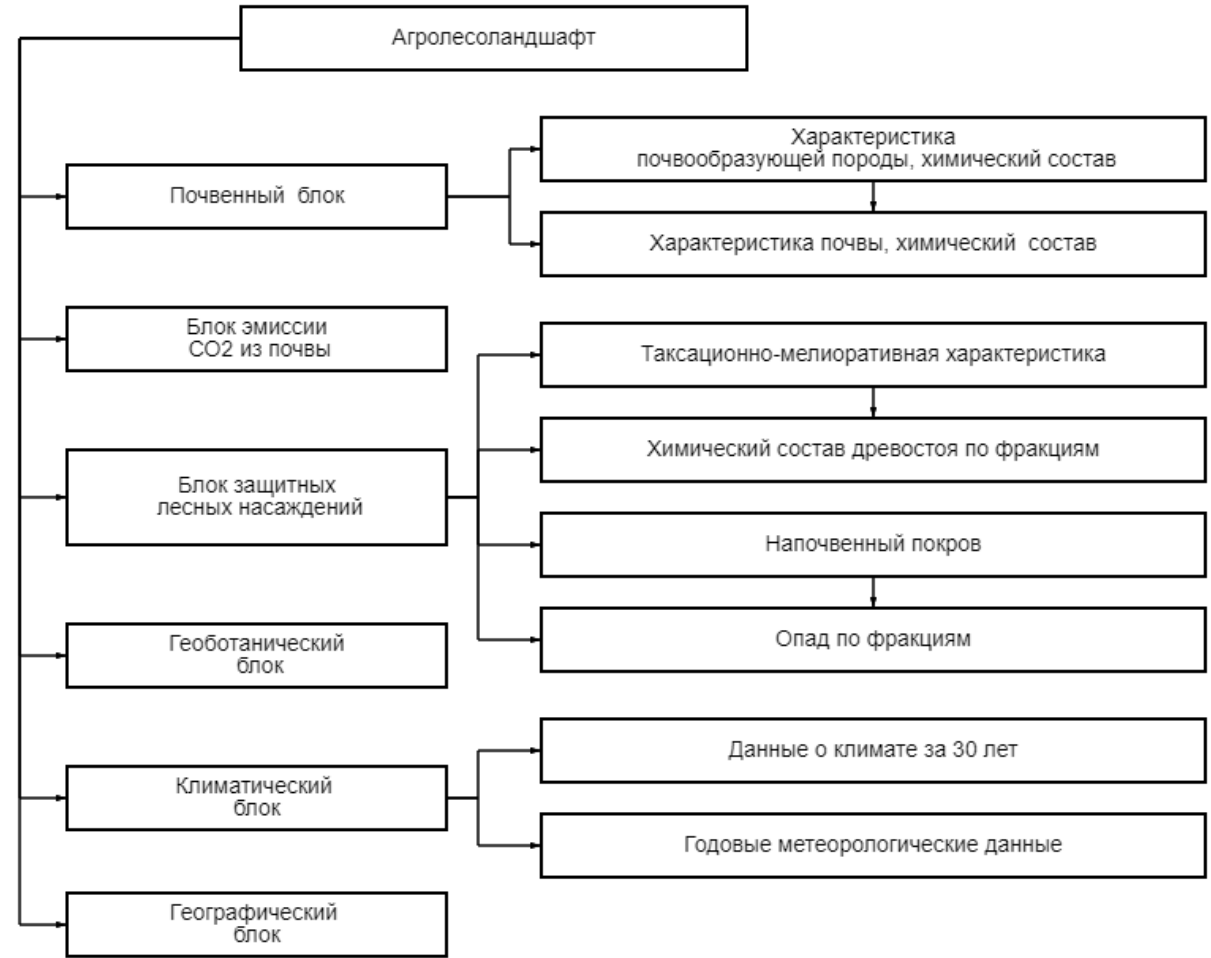 Агролесоландшафт
Почвенный блок
Характеристика
почвообразующей породы, химический состав
Характеристика почвы, химический состав
Блок эмиссии
СО2 из почвы
Блок защитных
лесных насаждений
Таксационно-мелиоративная характеристика
Химический состав древостоя по фракциям
Напочвенный покров
Опад по фракциям
Геоботанический
блок
Климатический
блок
Данные о климате за 30 лет
Годовые метеорологические данные
Географический
блок